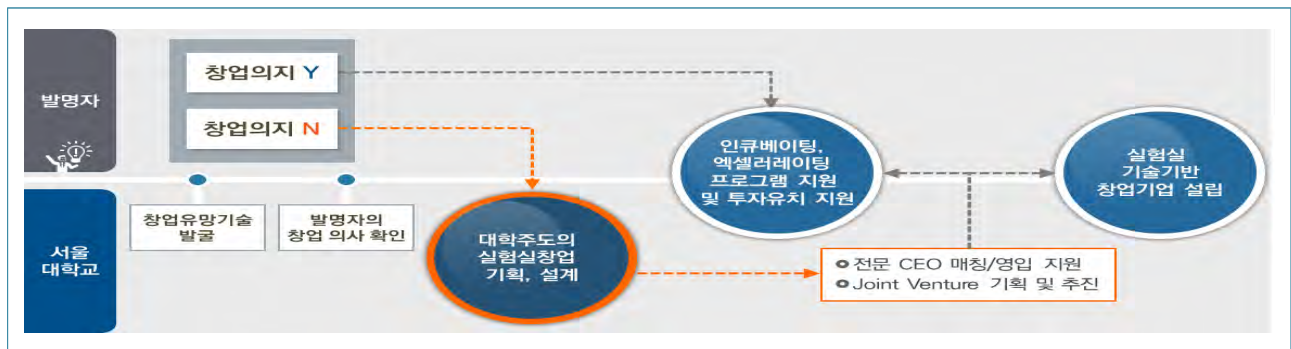 발명자
창업의지 Y
창업의지 N
인큐베이팅,
엑셀러레이팅
프로그램 지원
및 투자유치 지원
실험실
기술기반
창업기업 설립
서울
대학교
창업유망기술
발굴
발명자의
창업 의사 확인
대학주도의
실험실창업
기획, 설계
전문 CEO 매칭/영입 지원
Joint Venture 기획 및 추진